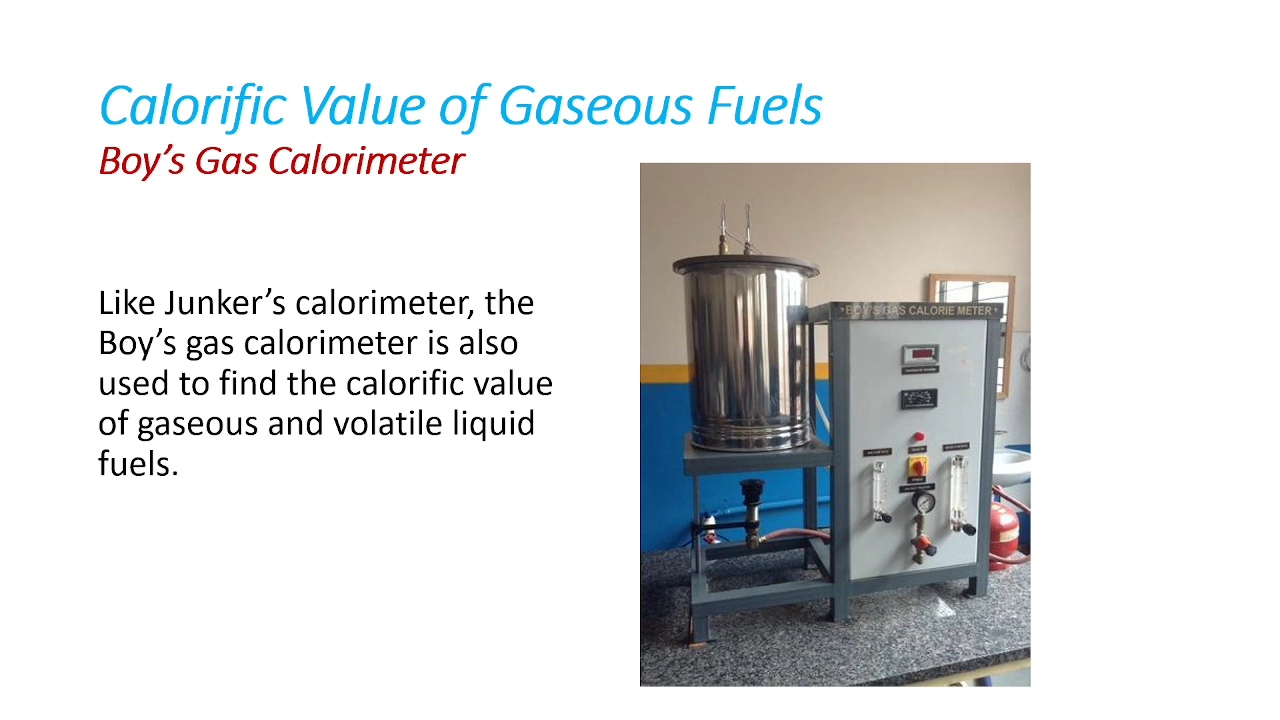 Calorific Value of Gaseous Fuels
Boy's Gas Calorimeter
Like Junker's calorimeter, the
Boy's gas calorimeter is also
used to find the calorific value
of gaseous and volatile liquid
fuels.
BOY'S GAS CALORIE METER